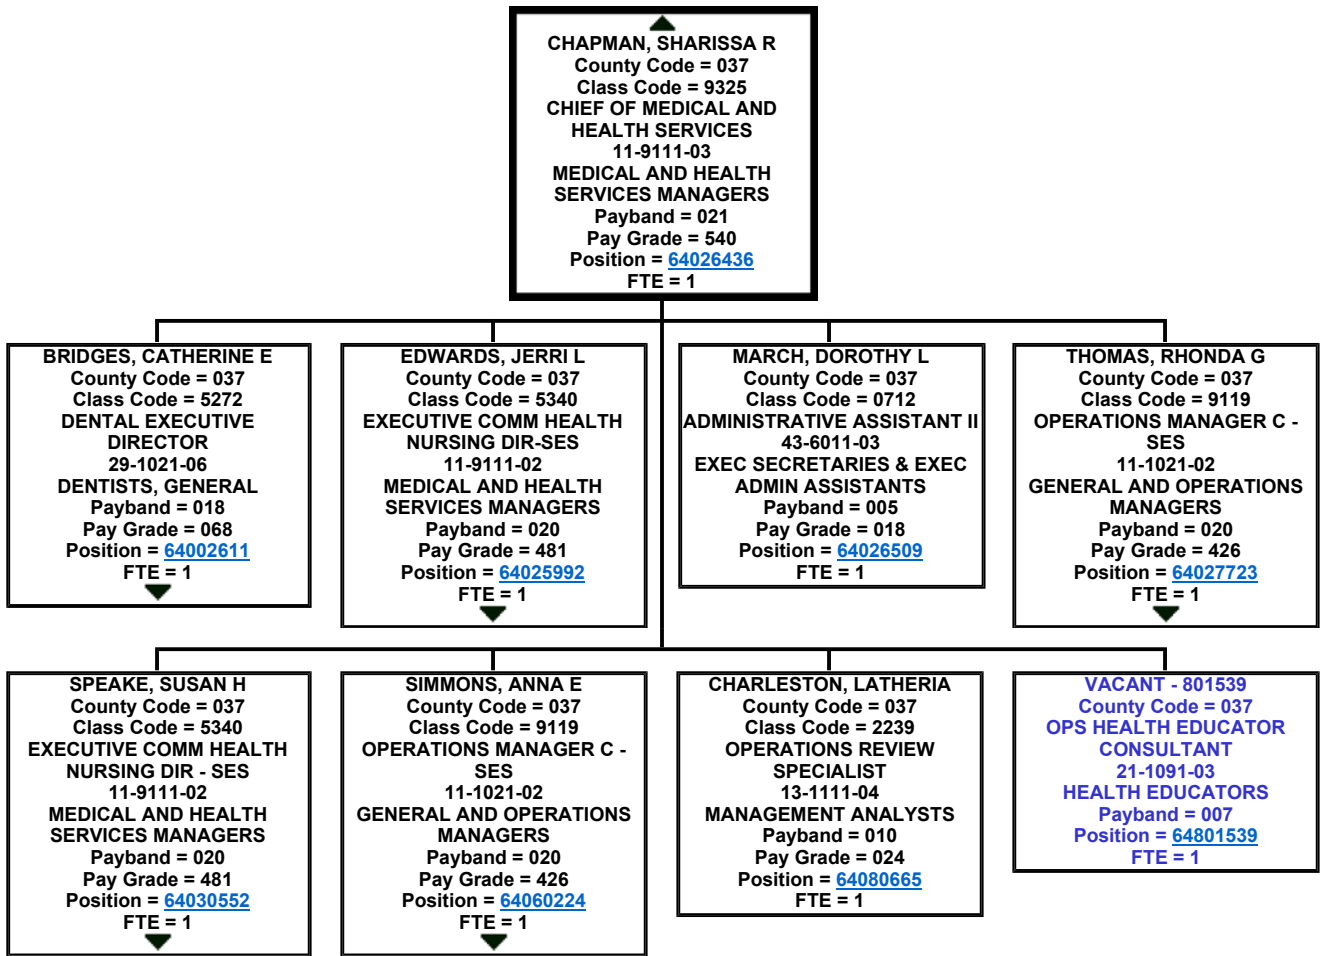 CHAPMAN, SHARISSA R
County Code = 037
Class Code = 9325
CHIEF OF MEDICAL AND
HEALTH SERVICES
11-9111-03
MEDICAL AND HEALTH
SERVICES MANAGERS
Payband = 021
Pay Grade = 540
Position = 64026436
FTE = 1
BRIDGES, CATHERINE E
County Code = 037
Class Code = 5272
DENTAL EXECUTIVE
DIRECTOR
29-1021-06
DENTISTS, GENERAL
Payband = 018
Pay Grade = 068
Position = 64002611
FTE = 1
EDWARDS, JERRI L
County Code = 037
Class Code = 5340
EXECUTIVE COMM HEALTH
NURSING DIR-SES
11-9111-02
MEDICAL AND HEALTH
SERVICES MANAGERS
Payband = 020
Pay Grade = 481
Position = 64025992
FTE = 1
MARCH, DOROTHY L
County Code = 037
Class Code = 0712
ADMINISTRATIVE ASSISTANT II
43-6011-03
EXEC SECRETARIES & EXEC
ADMIN ASSISTANTS
Payband = 005
Pay Grade = 018
Position = 64026509
FTE = 1
THOMAS, RHONDA G
County Code = 037
Class Code = 9119
OPERATIONS MANAGER C -
SES
11-1021-02
GENERAL AND OPERATIONS
MANAGERS
Payband = 020
Pay Grade = 426
Position = 64027723
FTE = 1
SPEAKE, SUSAN H
County Code = 037
Class Code = 5340
EXECUTIVE COMM HEALTH
NURSING DIR - SES
11-9111-02
MEDICAL AND HEALTH
SERVICES MANAGERS
Payband = 020
Pay Grade = 481
Position = 64030552
FTE = 1
SIMMONS, ANNA E
County Code = 037
Class Code = 9119
OPERATIONS MANAGER C -
SES
11-1021-02
GENERAL AND OPERATIONS
MANAGERS
Payband = 020
Pay Grade = 426
Position = 64060224
FTE = 1
CHARLESTON, LATHERIA
County Code = 037
Class Code = 2239
OPERATIONS REVIEW
SPECIALIST
13-1111-04
MANAGEMENT ANALYSTS
Payband = 010
Pay Grade = 024
Position = 64080665
FTE = 1
VACANT - 801539
County Code = 037
OPS HEALTH EDUCATOR
CONSULTANT
21-1091-03
HEALTH EDUCATORS
Payband = 007
Position = 64801539
FTE = 1